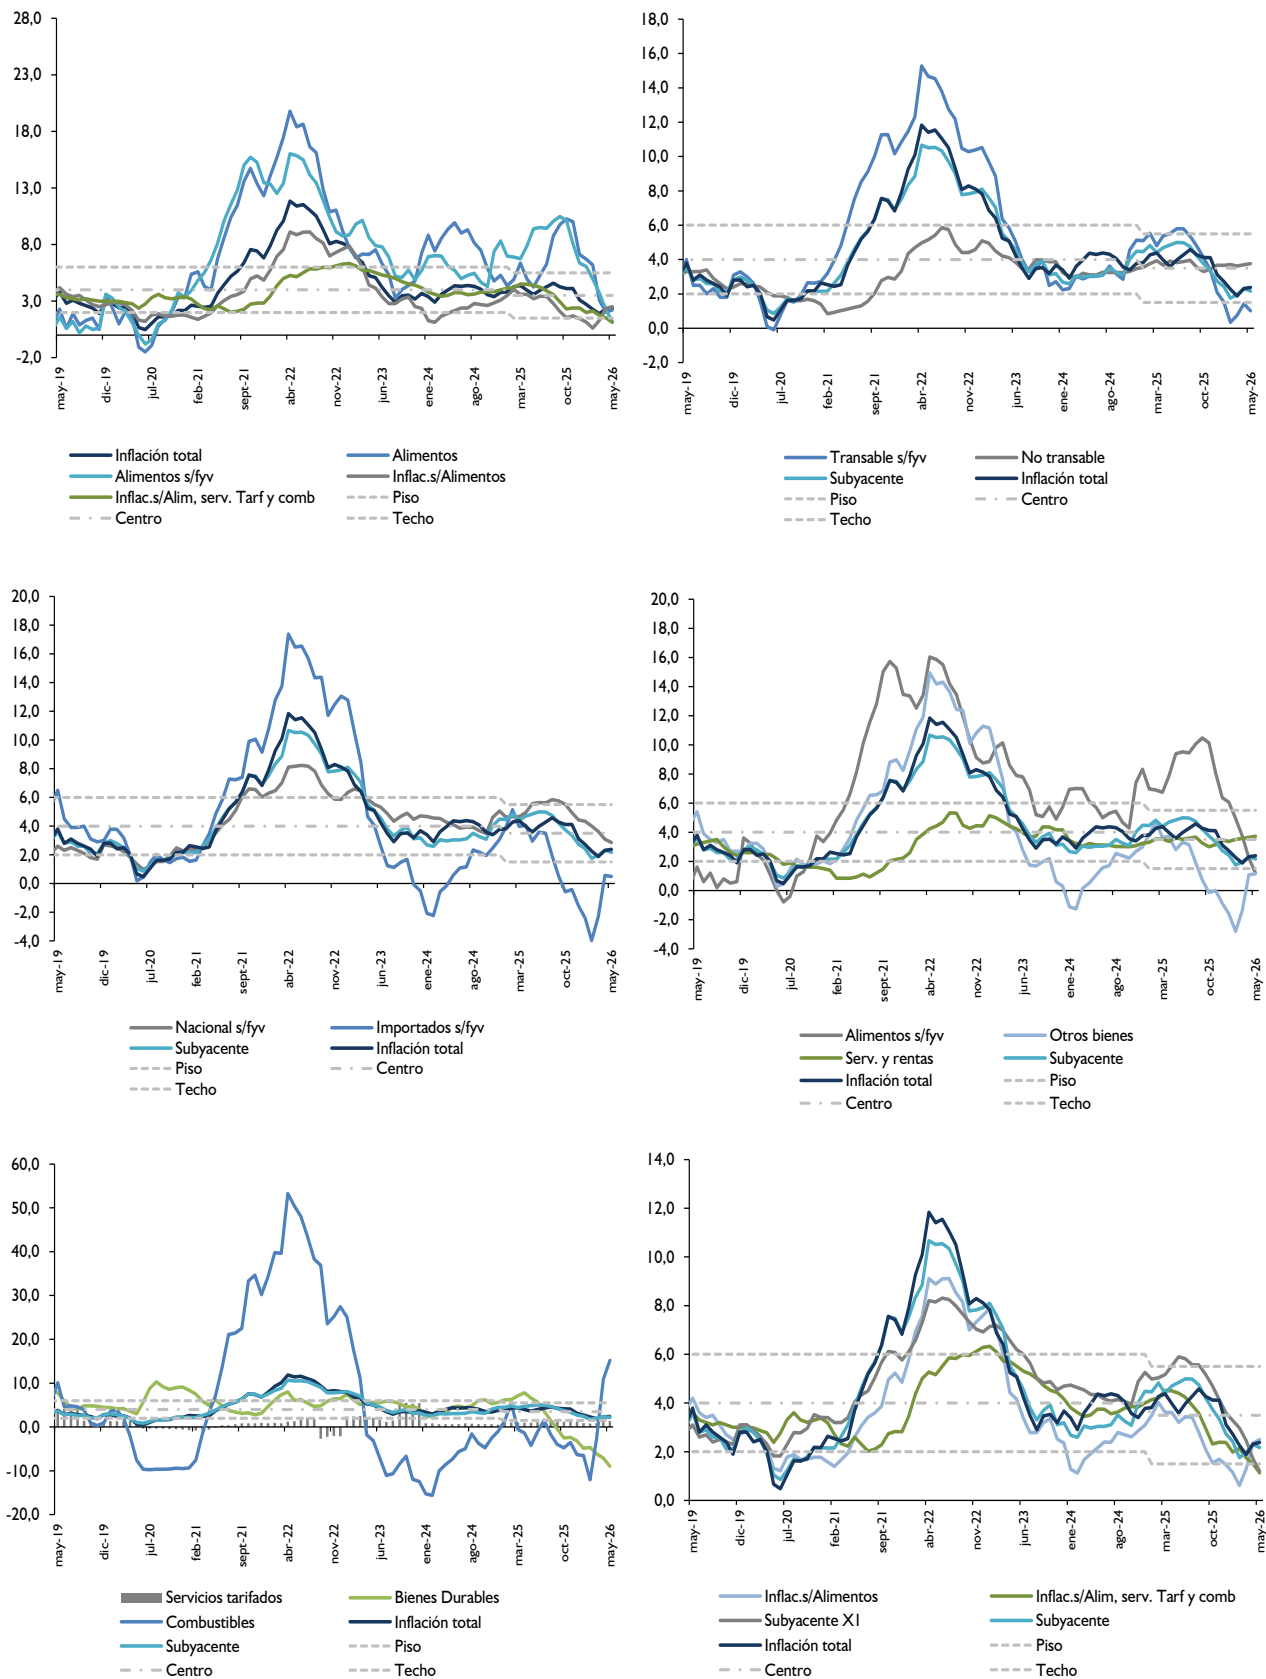 28,0
23,0
18,0
13,0
8,0
3,0
-2,0
may-19
dic-19
jul-20
feb-21
sept-21
abr-22
nov-22
jun-23
ene-24
ago-24
mar-25
oct-25
may-26
Inflación total
Alimentos
Alimentos s/fyv
Inflac.s/Alimentos
Inflac.s/Alim, serv. Tarf y comb
Piso
Centro
Techo
18,0
16,0
14,0
12,0
10,0
8,0
6,0
4,0
2,0
0,0
-2,0
may-19
dic-19
jul-20
feb-21
sept-21
abr-22
nov-22
jun-23
ene-24
ago-24
mar-25
oct-25
may-26
Transable s/fyv
No transable
Subyacente
Inflación total
Piso
Centro
Techo
20,0
18,0
16,0
14,0
12,0
10,0
8,0
6,0
4,0
2,0
0,0
-2,0
-4,0
may-19
dic-19
jul-20
feb-21
sept-21
abr-22
nov-22
jun-23
ene-24
ago-24
mar-25
oct-25
may-26
Nacional s/fyv
Importados s/fyv
Subyacente
Inflación total
Piso
Centro
Techo
20,0
18,0
16,0
14,0
12,0
10,0
8,0
6,0
4,0
2,0
0,0
-2,0
-4,0
may-19
dic-19
jul-20
feb-21
sept-21
abr-22
nov-22
jun-23
ene-24
ago-24
mar-25
oct-25
may-26
Alimentos s/fyv
Otros bienes
Serv. y rentas
Subyacente
Inflación total
Piso
Centro
Techo
60,0
50,0
40,0
30,0
20,0
10,0
0,0
-10,0
-20,0
may-19
dic-19
jul-20
feb-21
sept-21
abr-22
nov-22
jun-23
ene-24
ago-24
mar-25
oct-25
may-26
Servicios tarifados
Bienes Durables
Combustibles
Inflación total
Subyacente
Piso
Centro
Techo
14,0
12,0
10,0
8,0
6,0
4,0
2,0
0,0
may-19
dic-19
jul-20
feb-21
sept-21
abr-22
nov-22
jun-23
ene-24
ago-24
mar-25
oct-25
may-26
Inflac.s/Alimentos
Inflac.s/Alim, serv. Tarf y comb
Subyacente X1
Subyacente
Inflación total
Piso
Centro
Techo